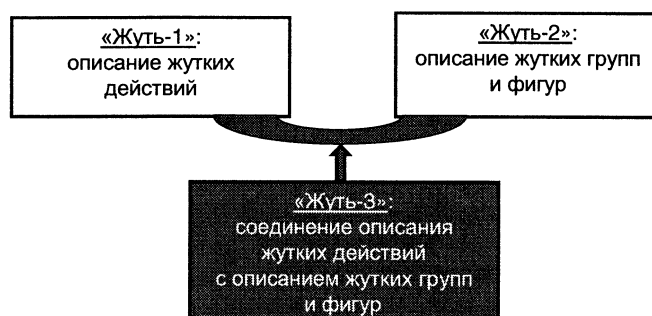 «Жуть-1»:
описание жутких
действий
«Жуть-2»:
описание жутких групп
и фигур
«Жуть-3»:
соединение описания
жутких действий
с описанием жутких групп
и фигур